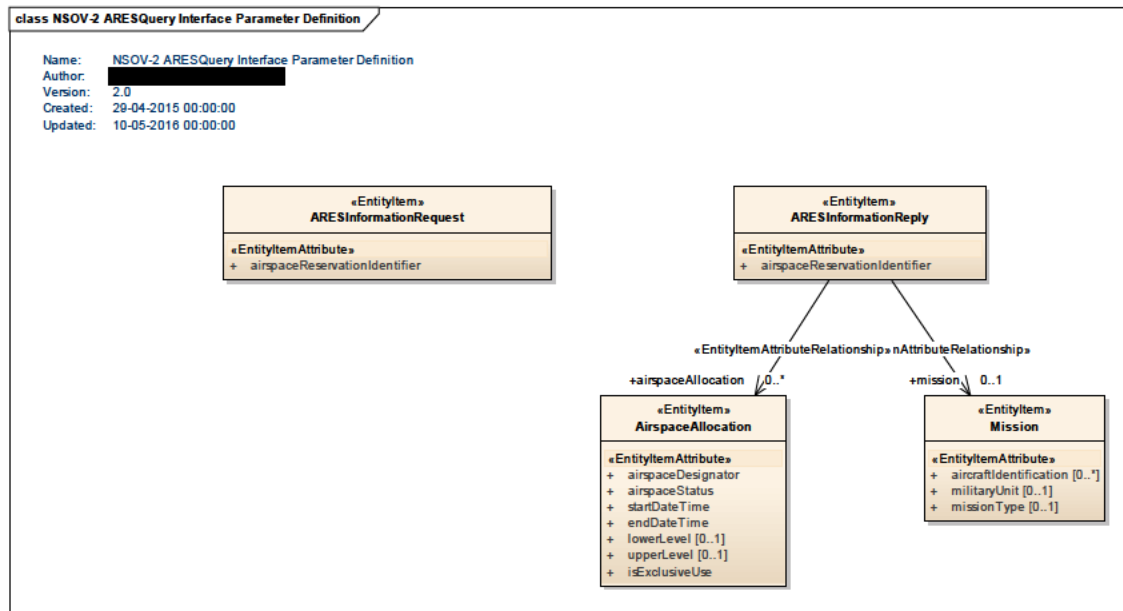 class NSOV-2 ARESQuery Interface Parameter Definition
Name: NSOV-2 ARESQuery Interface Parameter Definition
Author:
Version: 2.0
Created: 29-04-2015 00:00:00
Updated: 10-05-2016 00:00:00
«EntityItem»
ARESInformationRequest
«EntityItemAttribute»
+ airspaceReservationIdentifier
«EntityItem»
ARESInformationReply
«EntityItemAttribute»
+ airspaceReservationIdentifier
«EntityItemAttributeRelationship»
nAttributeRelationship»
+airspaceAllocation 0..*
+mission 0..1
«EntityItem»
AirspaceAllocation
«EntityItemAttribute»
+ airspaceDesignator
+ airspaceStatus
+ startDateTime
+ endDateTime
+ lowerLevel [0..1]
+ upperLevel [0..1]
+ isExclusiveUse
«EntityItem»
Mission
«EntityItemAttribute»
+ aircraftIdentification [0..*]
+ militaryUnit [0..1]
+ missionType [0..1]